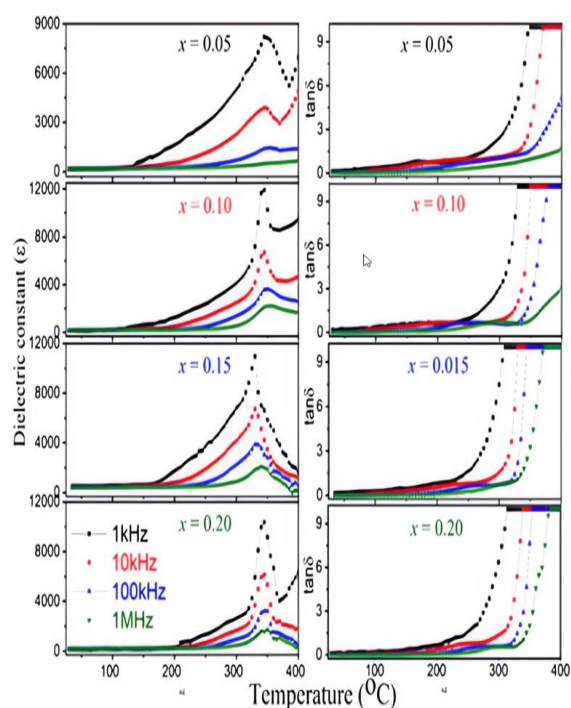 9000
6000
3000
0
x = 0.05
9
6
3
0
tanδ
x = 0.05
12000
8000
4000
0
x = 0.10
9
6
3
0
tanδ
x = 0.10
12000
8000
4000
0
x = 0.15
9
6
3
0
tanδ
x = 0.015
12000
8000
4000
0
x = 0.20
1kHz
10kHz
100kHz
1MHz
9
6
3
0
tanδ
x = 0.20
100 200 300 400
100 200 300 400
Dielectric constant (ε)
Temperature (⁰C)